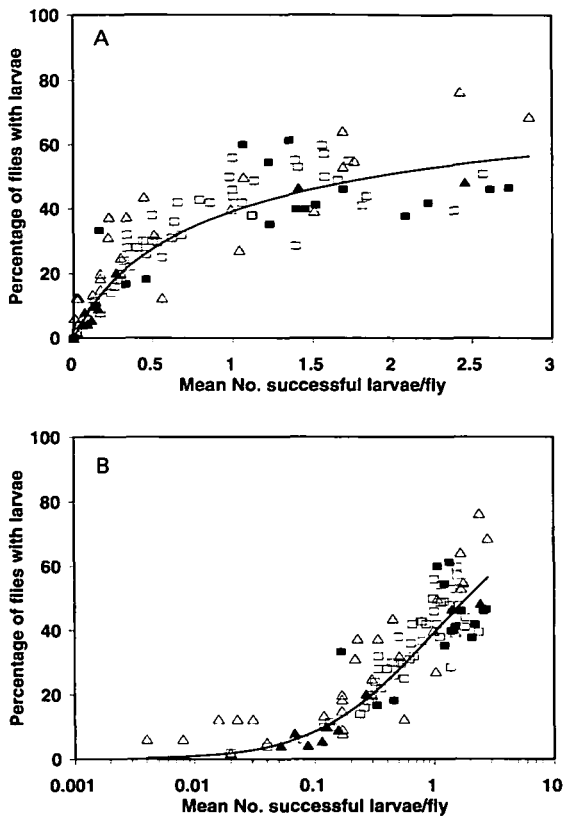 100
A
80
60
40
20
0
Percentage of flies with larvae
0 0.5 1 1.5 2 2.5 3
Mean No. successful larvae/fly
100
B
80
60
40
20
0
Percentage of flies with larvae
0.001 0.01 0.1 1 10
Mean No. successful larvae/fly